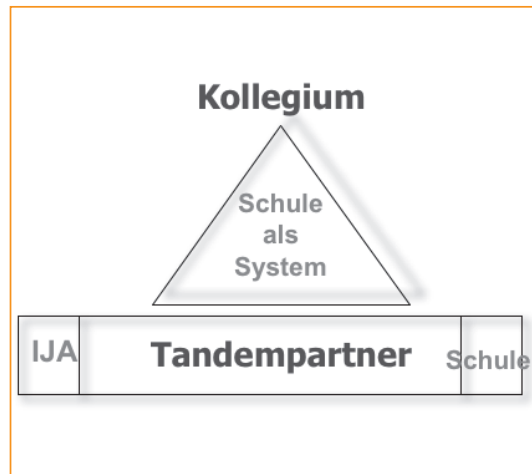 Kollegium
Schule
als
System
IJA Tandempartner Schule